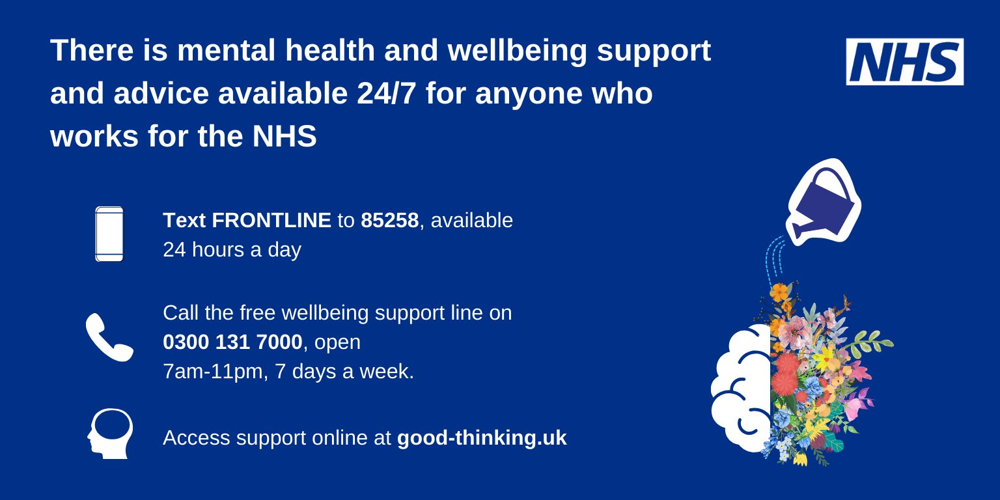 There is mental health and wellbeing support
and advice available 24/7 for anyone who
works for the NHS
NHS
Text FRONTLINE to 85258, available
24 hours a day
Call the free wellbeing support line on
0300 131 7000, open
7am-11pm, 7 days a week.
Access support online at good-thinking.uk